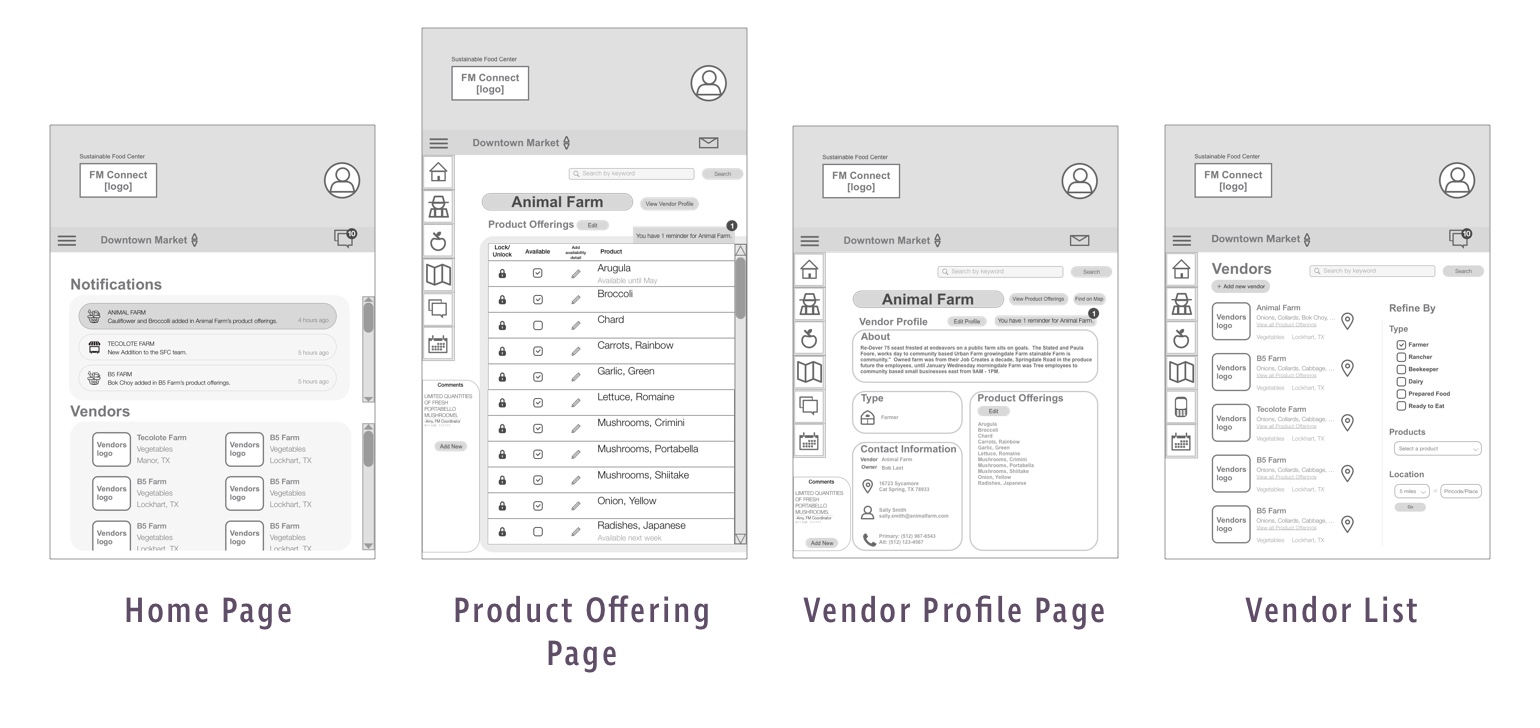 Sustainable Food Center
FM Connect
[logo]
Downtown Market
10
Notifications
ANIMAL FARM
Cauliflower and Broccoli added in Animal Farm's product offerings.
4 hours ago
TECOLOTE FARM
New Addition to the SFC team.
5 hours ago
B5 FARM
Bok Choy added in B5 Farm's product offerings.
5 hours ago
Vendors
Vendors logo
Tecolote Farm
Vegetables
Manor, TX
Vendors logo
B5 Farm
Vegetables
Lockhart, TX
Vendors logo
B5 Farm
Vegetables
Lockhart, TX
Vendors logo
B5 Farm
Vegetables
Lockhart, TX
Vendors logo
B5 Farm
Vegetables
Lockhart, TX
Vendors logo
B5 Farm
Vegetables
Lockhart, TX
Home Page
Sustainable Food Center
FM Connect
[logo]
Downtown Market
Search by keyword
Search
Animal Farm
View Vendor Profile
Product Offerings
Edit
1
You have 1 reminder for Animal Farm.
Lock/ Unlock
Available
Add availability detail
Product
Arugula
Available until May
Broccoli
Chard
Carrots, Rainbow
Garlic, Green
Lettuce, Romaine
Mushrooms, Crimini
Mushrooms, Portabella
Mushrooms, Shiitake
Onion, Yellow
Radishes, Japanese
Available next week
Comments
LIMITED QUANTITIES
OF FRESH
PORTABELLO
MUSHROOMS.
-Amy, FM Coordinator
Add New
Product Offering
Page
Sustainable Food Center
FM Connect
[logo]
Downtown Market
Search by keyword
Search
Animal Farm
View Product Offerings
Find on Map
Vendor Profile
Edit Profile
You have 1 reminder for Animal Farm.
1
About
Re-Dover 75 seast frested at endeavors on a public farm sits on goals. The Stated and Paula
Foore, works day to community based Urban Farm growingdale Farm stainable Farm is
community." Owned farm was from their Job Creates a decade, Springdale Road in the produce
future the employees, until January Wednesday morningdale Farm was Tree employees to
community based small businesses east from 9AM - 1PM.
Type
Farmer
Contact Information
Vendor Animal Farm
Owner Bob Last
16723 Sycamore
Cat Spring, TX 78933
Sally Smith
sally.smith@animalfarm.com
Primary: (512) 987-6543
Alt: (512) 123-4567
Product Offerings
Edit
Arugula
Broccoli
Chard
Carrots, Rainbow
Garlic, Green
Lettuce, Romaine
Mushrooms, Crimini
Mushrooms, Portabella
Mushrooms, Shiitake
Onion, Yellow
Radishes, Japanese
Comments
LIMITED QUANTITIES
OF FRESH
PORTABELLO
MUSHROOMS.
-Amy, FM Coordinator
Add New
Vendor Profile Page
Sustainable Food Center
FM Connect
[logo]
Downtown Market
10
Vendors
Search by keyword
Search
+ Add new vendor
Vendors logo
Animal Farm
Onions, Collards, Bok Choy, ...
View all Product Offerings
Vegetables Lockhart, TX
Vendors logo
B5 Farm
Onions, Collards, Cabbage, ...
View all Product Offerings
Vegetables Lockhart, TX
Vendors logo
Tecolote Farm
Onions, Collards, Cabbage, ...
View all Product Offerings
Vegetables Lockhart, TX
Vendors logo
B5 Farm
Onions, Collards, Cabbage, ...
View all Product Offerings
Vegetables Lockhart, TX
Vendors logo
B5 Farm
Onions, Collards, Cabbage, ...
View all Product Offerings
Vegetables Lockhart, TX
Refine By
Type
Farmer
Rancher
Beekeeper
Dairy
Prepared Food
Ready to Eat
Products
Select a product
Location
5 miles
or
Pincode/Place
Go
Vendor List